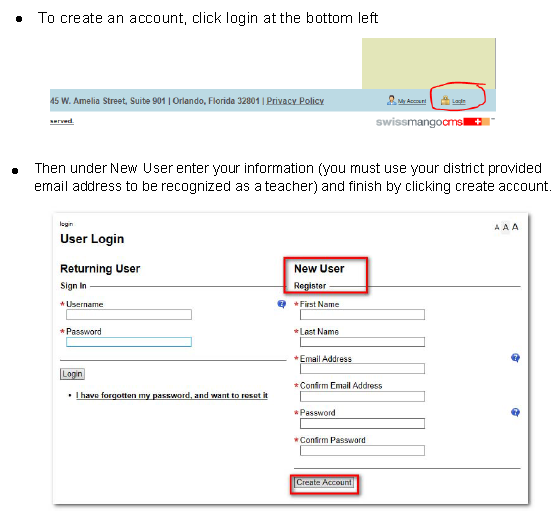 To create an account, click login at the bottom left
45 W. Amelia Street, Suite 901 | Orlando, Florida 32801 | Privacy Policy
My Account
Login
served.
swissmangocms
Then under New User enter your information (you must use your district provided
email address to be recognized as a teacher) and finish by clicking create account.
login
A A A
User Login
Returning User
New User
Sign In
Register
* Username
* First Name
* Last Name
* Password
* Email Address
Login
* Confirm Email Address
I have forgotten my password, and want to reset it
* Password
* Confirm Password
Create Account